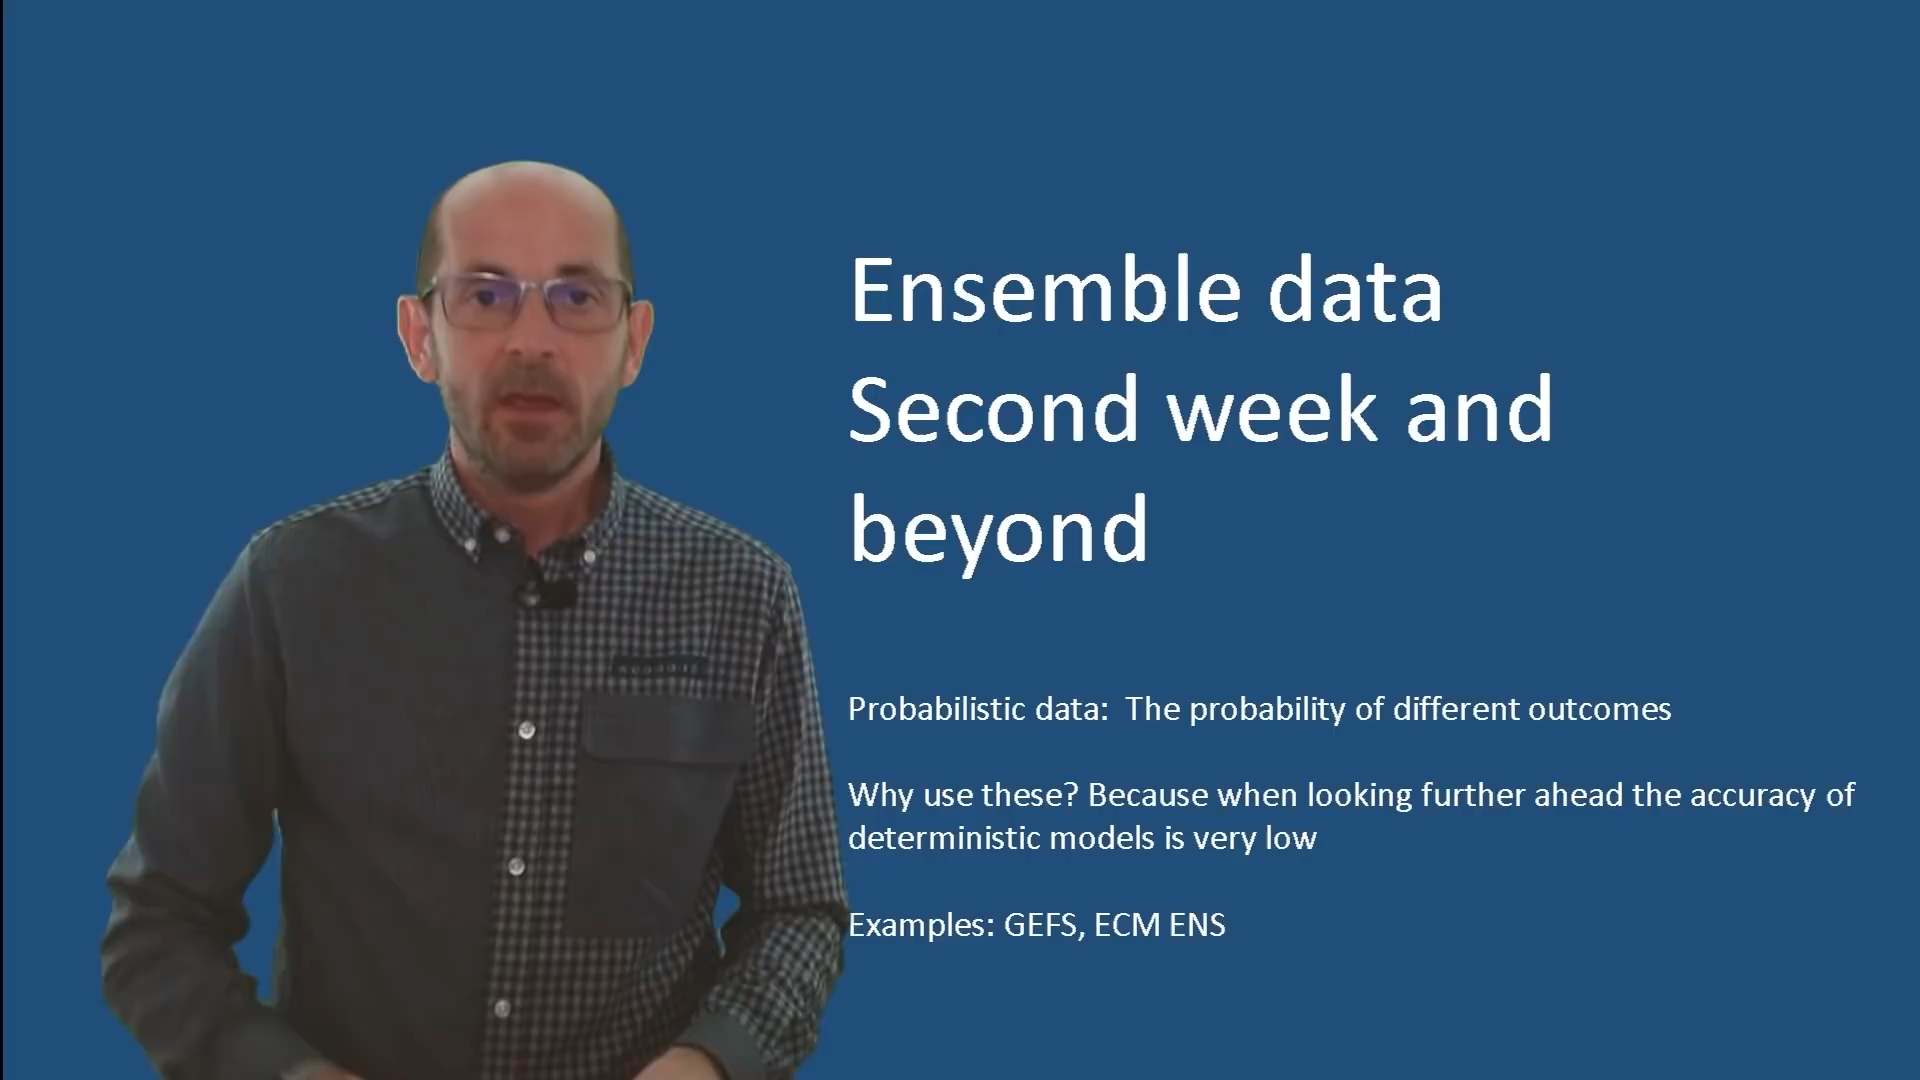 Ensemble data
Second week and
beyond
Probabilistic data:  The probability of different outcomes
Why use these? Because when looking further ahead the accuracy of
deterministic models is very low
Examples: GEFS, ECM ENS